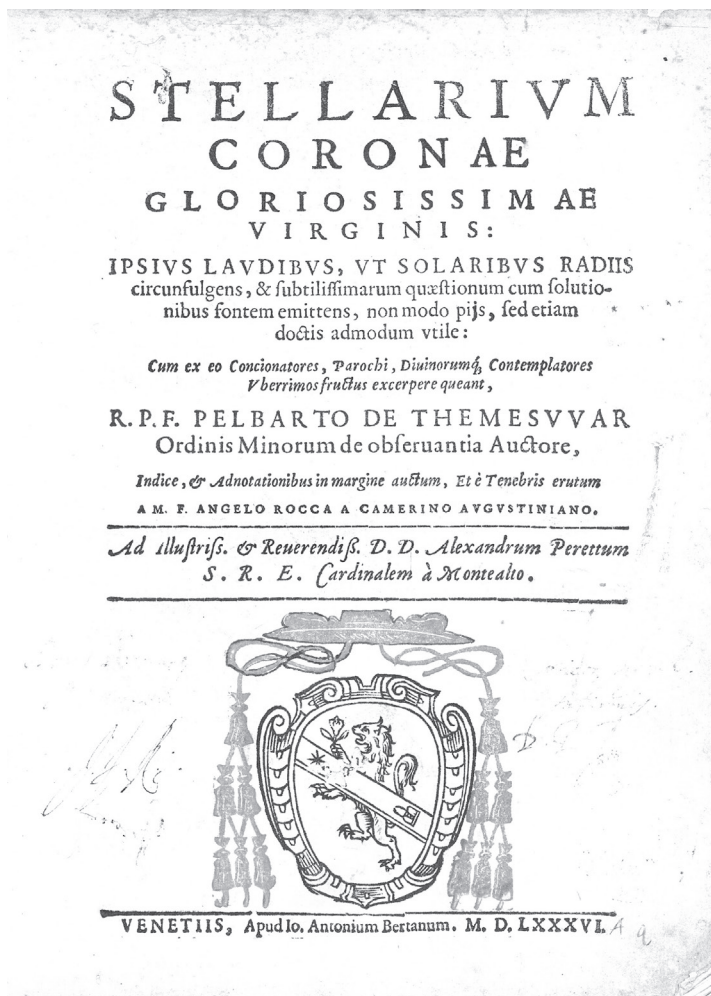 STELLARIVM
CORONAE
GLORIOSISSIMAE
VIRGINIS:
IPSIVS LAVDIBVS, VT SOLARIBVS RADIIS
circunfulgens, & ſubtiliſſimarum quæſtionum cum ſolutio-
nibus fontem emittens, non modo pijs, ſed etiam
doctis admodum vtile:
Cum ex eo Concionatores, Parochi, Diuinorumq́; Contemplatores
Vberrimos fructus excerpere queant,
R. P. F. PELBARTO DE THEMESVVAR
Ordinis Minorum de obſeruantia Auctore,
Indice, & Adnotationibus in margine auctum, Et è Tenebris erutum
A M. F. ANGELO ROCCA A CAMERINO AVGVSTINIANO.
Ad Illuſtriſs. & Reuerendiſs. D. D. Alexandrum Perettum
S. R. E. Cardinalem à Montealto.
VENETIIS, Apud Io. Antonium Bertanum. M. D. LXXXVI.